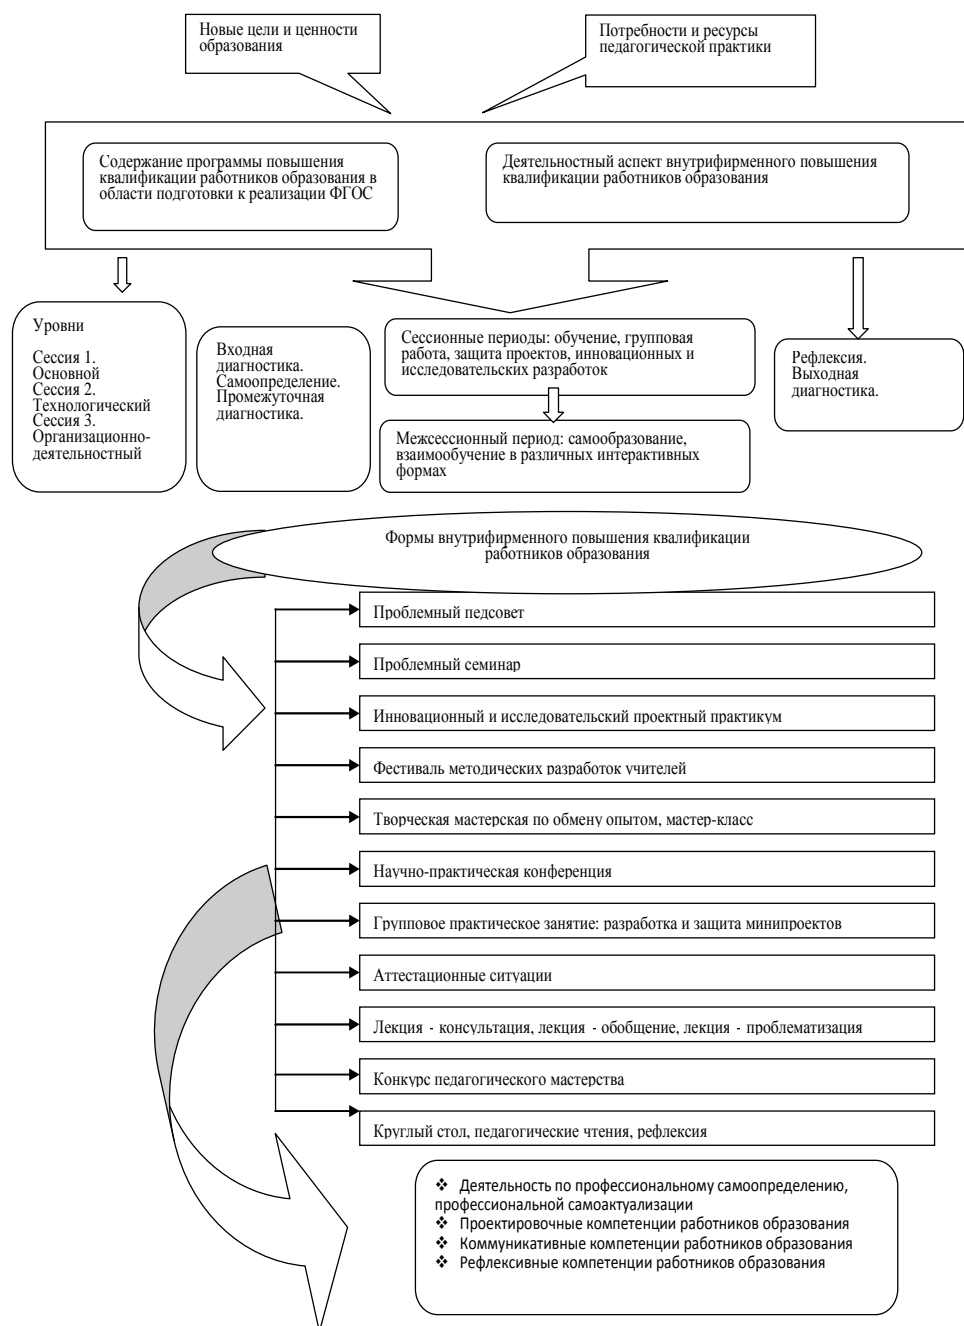 Новые цели и ценности
образования
Потребности и ресурсы
педагогической практики
Содержание программы повышения
квалификации работников образования в
области подготовки к реализации ФГОС
Деятельностный аспект внутрифирменного повышения
квалификации работников образования
Уровни
Сессия 1.
Основной
Сессия 2.
Технологический
Сессия 3.
Организационно-
деятельностный
Входная
диагностика.
Самоопределение.
Промежуточная
диагностика.
Сессионные периоды: обучение, групповая
работа, защита проектов, инновационных и
исследовательских разработок
Межсессионный период: самообразование,
взаимообучение в различных интерактивных
формах
Рефлексия.
Выходная
диагностика.
Формы внутрифирменного повышения квалификации
работников образования
Проблемный педсовет
Проблемный семинар
Инновационный и исследовательский проектный практикум
Фестиваль методических разработок учителей
Творческая мастерская по обмену опытом, мастер-класс
Научно-практическая конференция
Групповое практическое занятие: разработка и защита минипроектов
Аттестационные ситуации
Лекция - консультация, лекция - обобщение, лекция - проблематизация
Конкурс педагогического мастерства
Круглый стол, педагогические чтения, рефлексия
❖ Деятельность по профессиональному самоопределению,
профессиональной самоактуализации
❖ Проектировочные компетенции работников образования
❖ Коммуникативные компетенции работников образования
❖ Рефлексивные компетенции работников образования